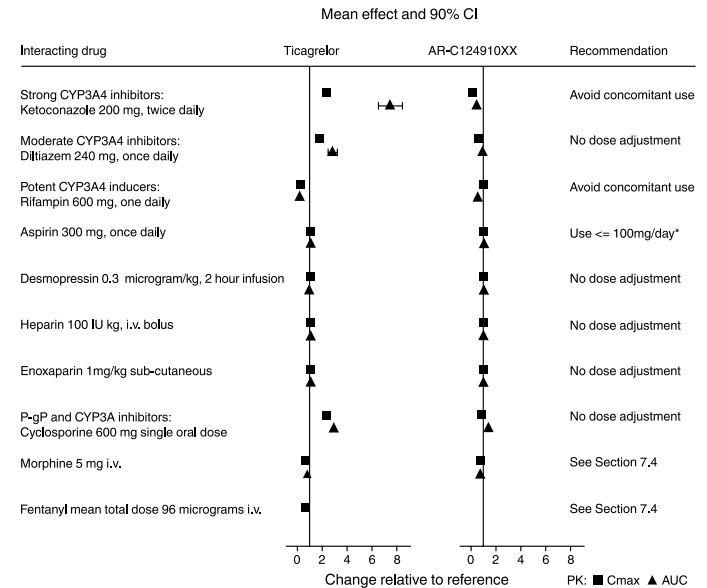 Mean effect and 90% CI
Interacting drug Ticagrelor AR-C124910XX Recommendation
Strong CYP3A4 inhibitors:
Ketoconazole 200 mg, twice daily
Avoid concomitant use
Moderate CYP3A4 inhibitors:
Diltiazem 240 mg, once daily
No dose adjustment
Potent CYP3A4 inducers:
Rifampin 600 mg, one daily
Avoid concomitant use
Aspirin 300 mg, once daily Use <= 100mg/day*
Desmopressin 0.3 microgram/kg, 2 hour infusion No dose adjustment
Heparin 100 IU kg, i.v. bolus No dose adjustment
Enoxaparin 1mg/kg sub-cutaneous No dose adjustment
P-gP and CYP3A inhibitors:
Cyclosporine 600 mg single oral dose
No dose adjustment
Morphine 5 mg i.v. See Section 7.4
Fentanyl mean total dose 96 micrograms i.v. See Section 7.4
0 2 4 6 8 0 2 4 6 8
Change relative to reference PK: Cmax AUC